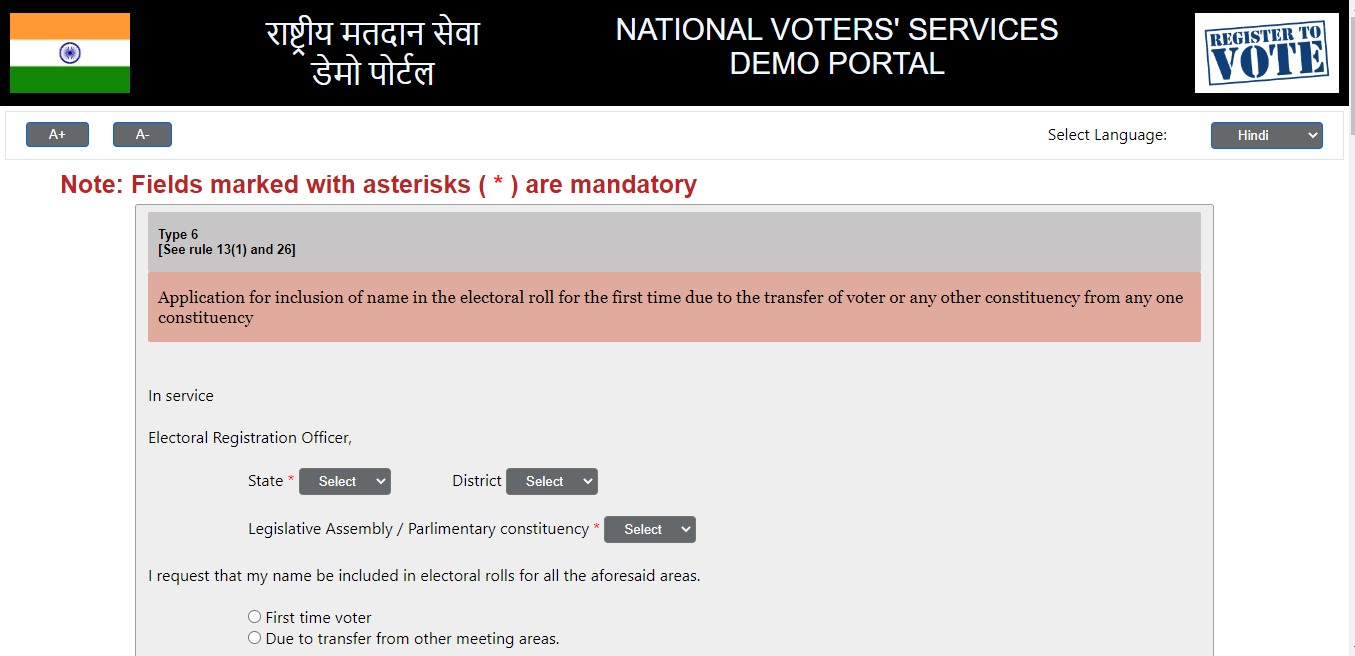 राष्ट्रीय मतदान सेवा
डेमो पोर्टल
NATIONAL VOTERS' SERVICES
DEMO PORTAL
REGISTER TO
VOTE
A+
A-
Select Language:
Hindi
Note: Fields marked with asterisks ( * ) are mandatory
Type 6
[See rule 13(1) and 26]
Application for inclusion of name in the electoral roll for the first time due to the transfer of voter or any other constituency from any one
constituency
In service
Electoral Registration Officer,
State * Select District Select
Legislative Assembly / Parlimentary constituency * Select
I request that my name be included in electoral rolls for all the aforesaid areas.
First time voter
Due to transfer from other meeting areas.